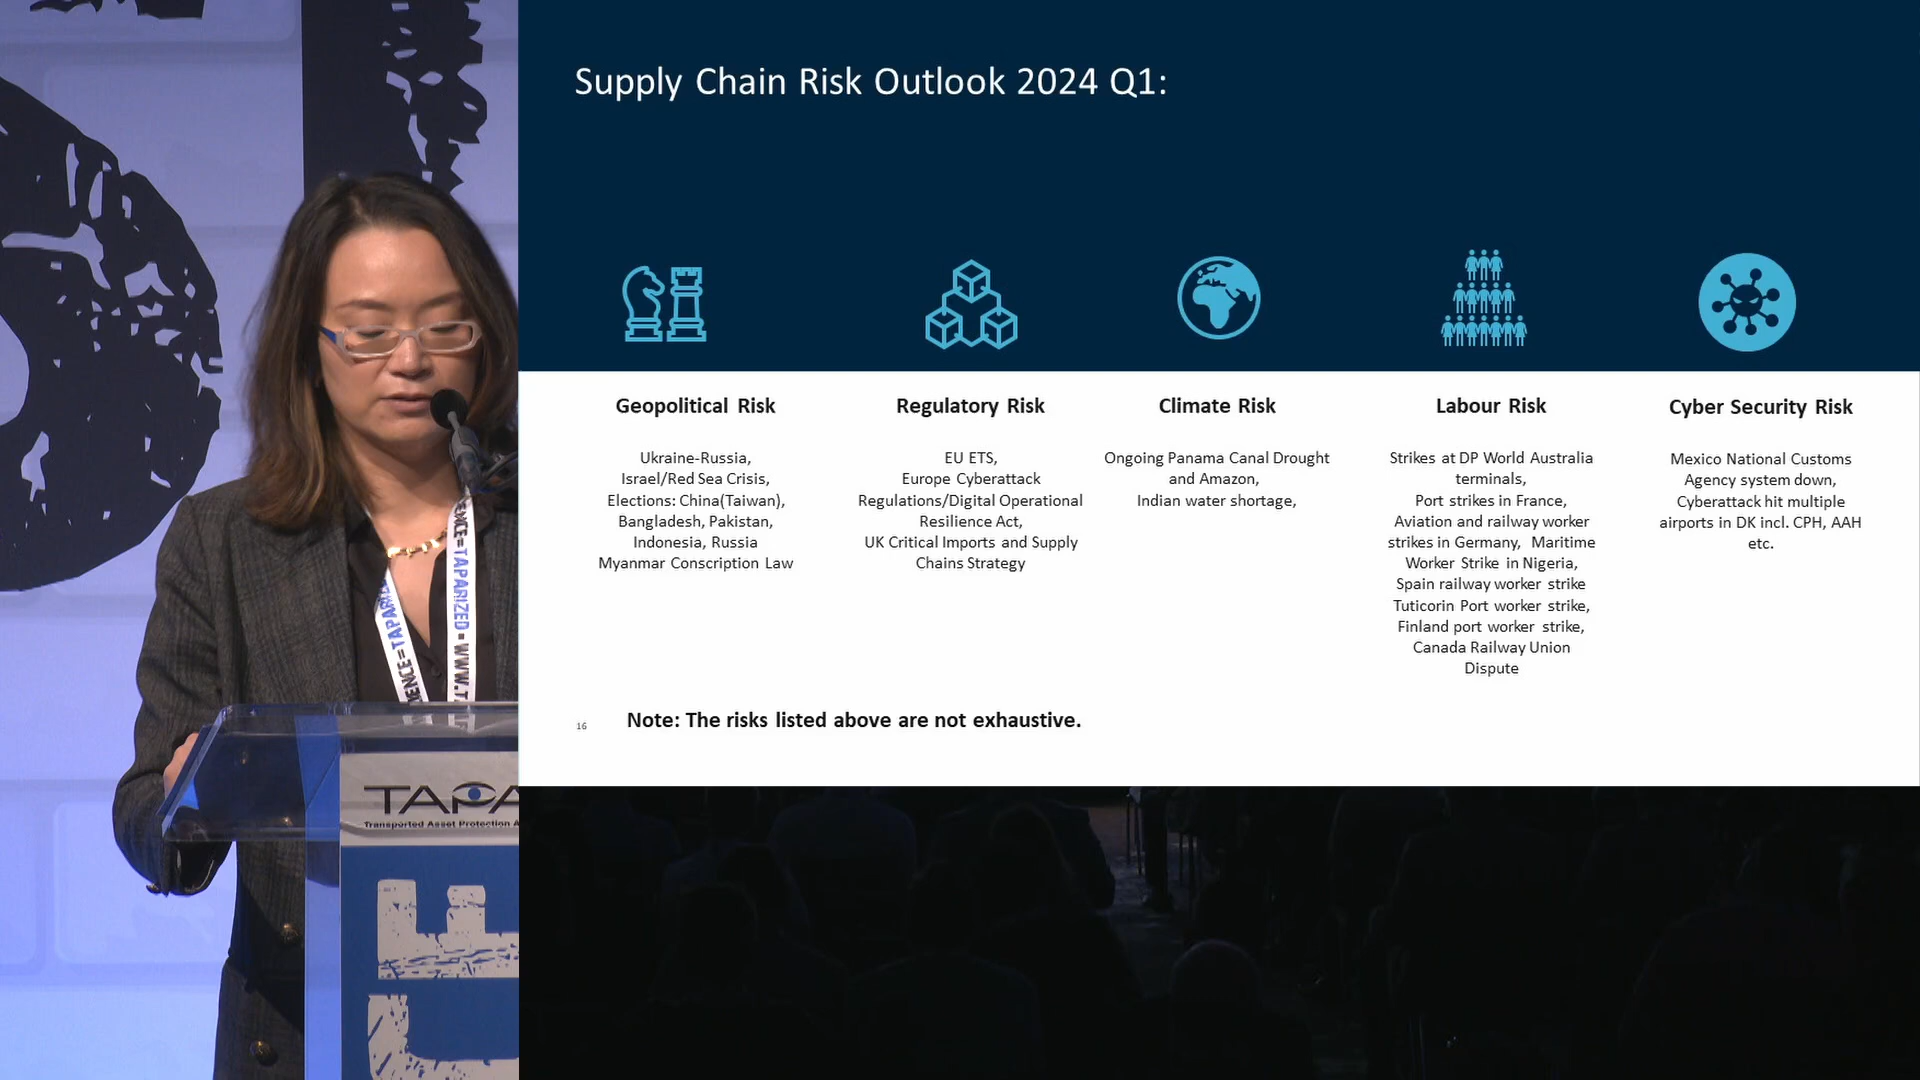 Supply Chain Risk Outlook 2024 Q1:
Geopolitical Risk
Ukraine-Russia,
Israel/Red Sea Crisis,
Elections: China(Taiwan),
Bangladesh, Pakistan,
Indonesia, Russia
Myanmar Conscription Law
Regulatory Risk
EU ETS,
Europe Cyberattack
Regulations/Digital Operational
Resilience Act,
UK Critical Imports and Supply
Chains Strategy
Climate Risk
Ongoing Panama Canal Drought
and Amazon,
Indian water shortage,
Labour Risk
Strikes at DP World Australia
terminals,
Port strikes in France,
Aviation and railway worker
strikes in Germany, Maritime
Worker Strike in Nigeria,
Spain railway worker strike
Tuticorin Port worker strike,
Finland port worker strike,
Canada Railway Union
Dispute
Cyber Security Risk
Mexico National Customs
Agency system down,
Cyberattack hit multiple
airports in DK incl. CPH, AAH
etc.
16
Note: The risks listed above are not exhaustive.
ENCE=TAPARIZED
ENCE=TAPARIZED - WWW.T
TAPA
Transported Asset Protection A